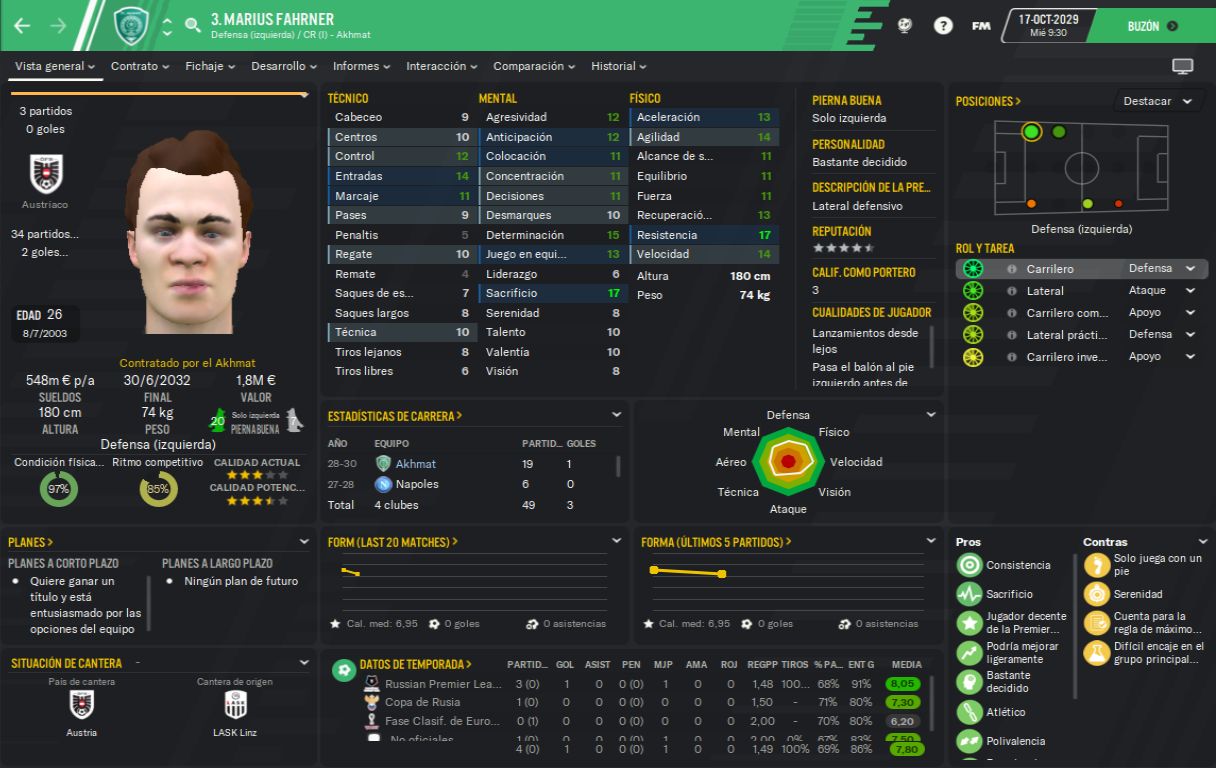 3. MARIUS FAHRNER
Defensa (izquierda) / CR (I) - Akhmat
FM
17-OCT-2029
Mié 9:30
BUZÓN
Vista general
Contrato
Fichaje
Desarrollo
Informes
Interacción
Comparación
Historial
3 partidos
0 goles
Austríaco
34 partidos...
2 goles...
EDAD 26
8/7/2003
Contratado por el Akhmat
548m € p/a
SUELDOS
30/6/2032
FINAL
1,8M €
VALOR
180 cm
ALTURA
74 kg
PESO
20
Solo izquierda
PIERNA BUENA
7
Defensa (izquierda)
Condición física...
97%
Ritmo competitivo
85%
CALIDAD ACTUAL
CALIDAD POTENC...
TÉCNICO
Cabeceo 9
Centros 10
Control 12
Entradas 14
Marcaje 11
Pases 9
Penaltis 5
Regate 10
Remate 4
Saques de es... 7
Saques largos 8
Técnica 10
Tiros lejanos 8
Tiros libres 6
MENTAL
Agresividad 12
Anticipación 12
Colocación 11
Concentración 11
Decisiones 11
Desmarques 10
Determinación 15
Juego en equi... 13
Liderazgo 6
Sacrificio 17
Serenidad 8
Talento 10
Valentía 10
Visión 8
FÍSICO
Aceleración 13
Agilidad 14
Alcance de s... 11
Equilibrio 11
Fuerza 11
Recuperació... 13
Resistencia 17
Velocidad 14
Altura 180 cm
Peso 74 kg
PIERNA BUENA
Solo izquierda
PERSONALIDAD
Bastante decidido
DESCRIPCIÓN DE LA PRE...
Lateral defensivo
REPUTACIÓN
CALIF. COMO PORTERO
3
CUALIDADES DE JUGADOR
Lanzamientos desde
lejos
Pasa el balón al pie
izquierdo antes de
POSICIONES >
Destacar
Defensa (izquierda)
ROL Y TAREA
Carrilero Defensa
Lateral Ataque
Carrilero com... Apoyo
Lateral prácti... Defensa
Carrilero inve... Apoyo
ESTADÍSTICAS DE CARRERA >
AÑO EQUIPO PARTID... GOLES
28-30 Akhmat 19 1
27-28 Napoles 6 0
Total 4 clubes 49 3
Defensa
Físico
Velocidad
Visión
Ataque
Técnica
Aéreo
Mental
PLANES >
PLANES A CORTO PLAZO
Quiere ganar un
título y está
entusiasmado por las
opciones del equipo
PLANES A LARGO PLAZO
Ningún plan de futuro
FORM (LAST 20 MATCHES) >
Cal. med: 6,95 0 goles 0 asistencias
FORMA (ÚLTIMOS 5 PARTIDOS) >
Cal. med: 6,95 0 goles 0 asistencias
Pros
Consistencia
Sacrificio
Jugador decente
de la Premier...
Podría mejorar
ligeramente
Bastante
decidido
Atlético
Polivalencia
Contras
Solo juega con un
pie
Serenidad
Cuenta para la
regla de máximo...
Difícil encaje en el
grupo principal...
SITUACIÓN DE CANTERA -
País de cantera
Austria
Cantera de origen
LASK Linz
DATOS DE TEMPORADA > PARTID... GOL ASIST PEN MJP AMA ROJ REGPP TIROS % PA... ENT G MEDIA
Russian Premier Lea... 3 (0) 1 0 0 (0) 1 0 0 1,48 100... 68% 91% 8,05
Copa de Rusia 1 (0) 0 0 0 (0) 0 0 0 1,50 - 71% 80% 7,30
Fase Clasif. de Euro... 0 (1) 0 0 0 (0) 0 0 0 2,00 - 70% 80% 6,20
No oficiales 1 (0) 0 0 0 (0) 0 0 0 2,00 0% 67% 83% 7,50
4 (0) 1 0 0 (0) 1 0 0 1,49 100% 69% 86% 7,80